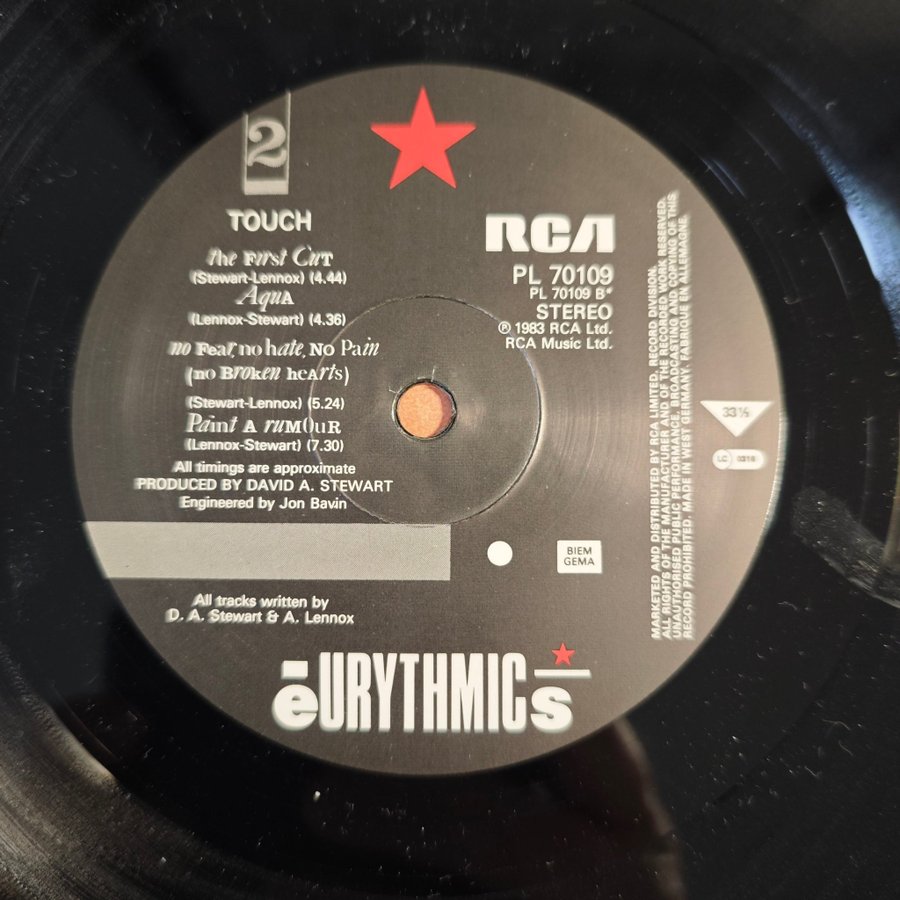 2
TOUCH
the First Cut
(Stewart-Lennox) (4.44)
Aqua
(Lennox-Stewart) (4.36)
no Fear, no hate, No Pain
(no Broken heArts)
(Stewart-Lennox) (5.24)
Paint A ruMOuR
(Lennox-Stewart) (7.30)
All timings are approximate
PRODUCED BY DAVID A. STEWART
Engineered by Jon Bavin
All tracks written by
D. A. Stewart & A. Lennox
RCA
PL 70109
PL 70109 B*
STEREO
℗ 1983 RCA Ltd.
RCA Music Ltd.
BIEM
GEMA
33⅓
LC 0316
MARKETED AND DISTRIBUTED BY RCA LIMITED, RECORD DIVISION.
ALL RIGHTS OF THE MANUFACTURER AND OF THE RECORDED WORK RESERVED.
UNAUTHORISED PUBLIC PERFORMANCE, BROADCASTING AND COPYING OF THIS
RECORD PROHIBITED. MADE IN WEST GERMANY. FABRIQUE EN ALLEMAGNE.
eURYTHMICs